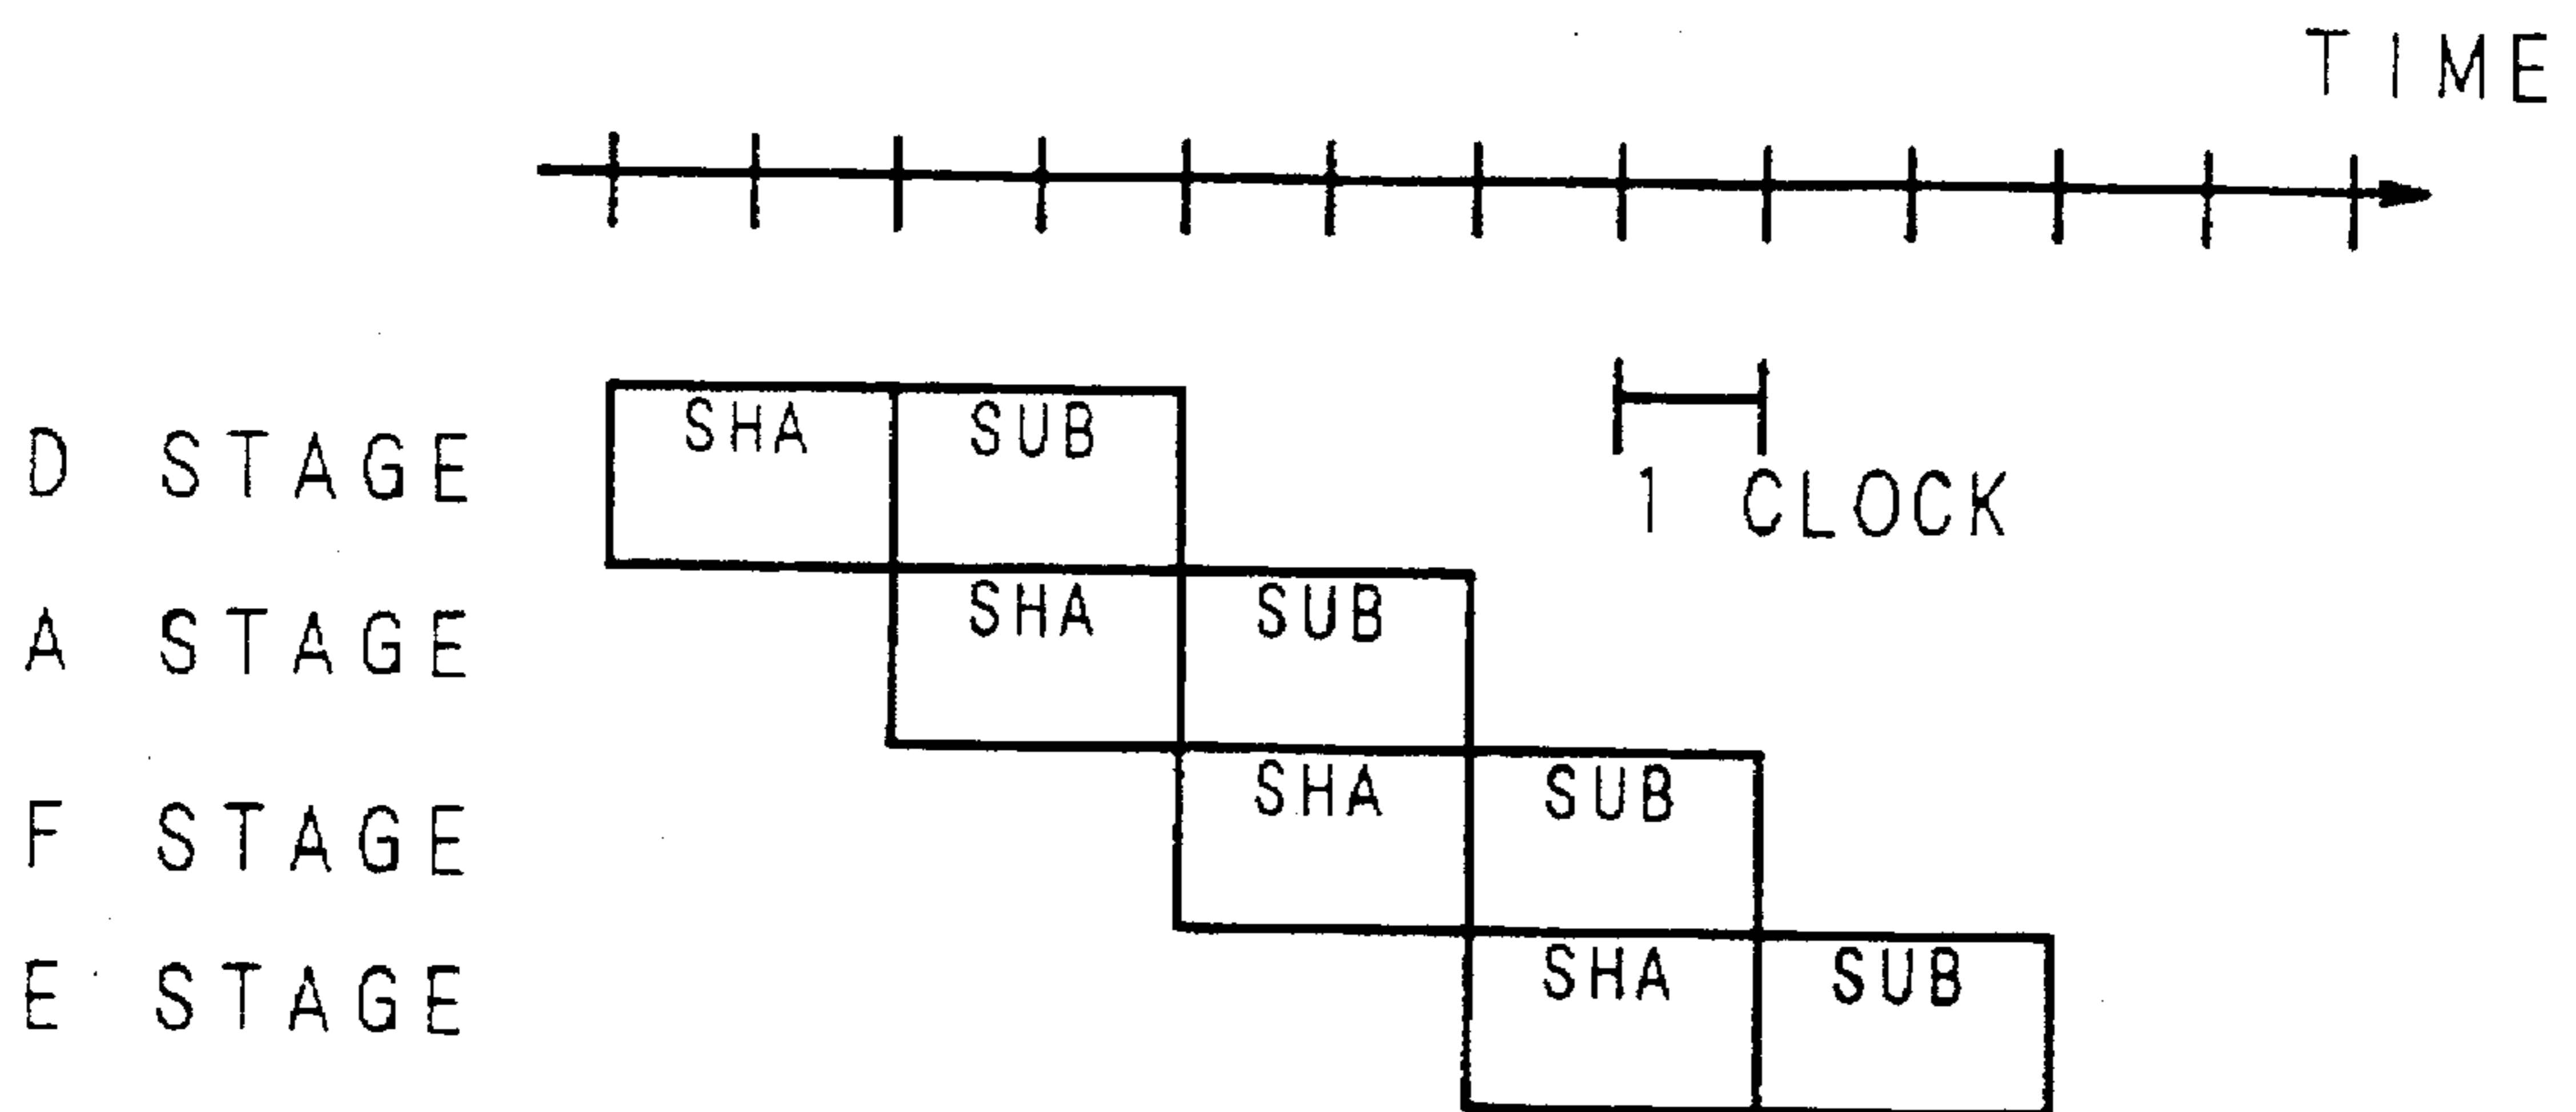 TIME
1 CLOCK
D STAGE SHA SUB
A STAGE SHA SUB
F STAGE SHA SUB
E STAGE SHA SUB